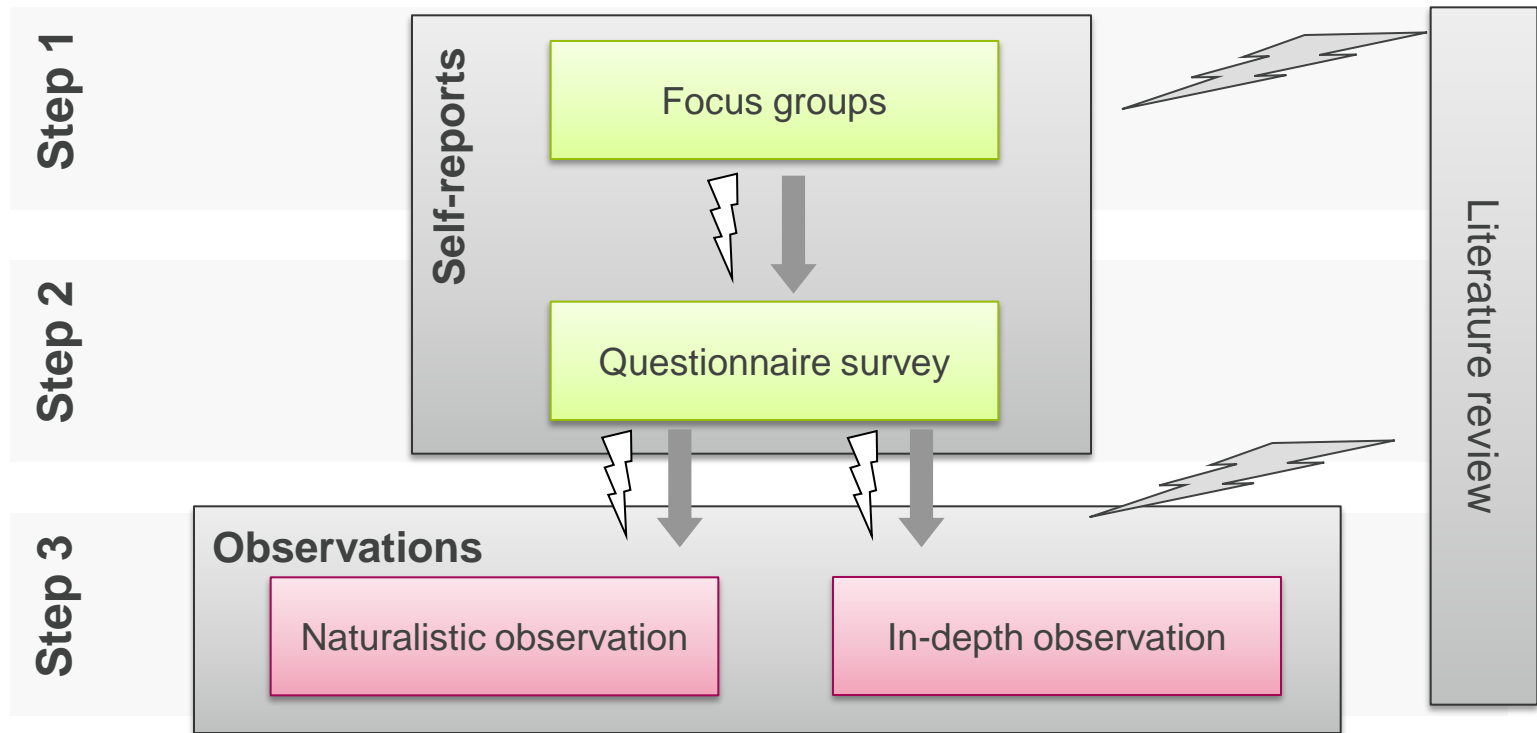 Step 1
Self-reports
Focus groups
Literature review
Step 2
Questionnaire survey
Step 3
Observations
Naturalistic observation
In-depth observation